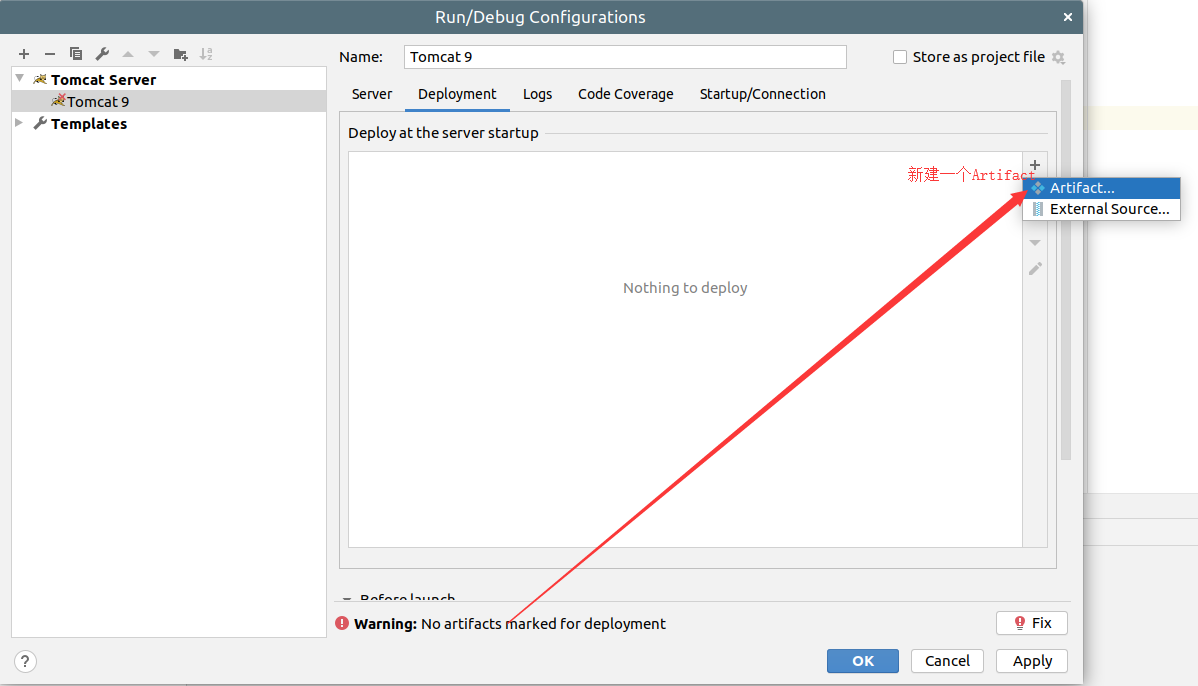 Run/Debug Configurations
Name:
Tomcat 9
Store as project file
Tomcat Server
Tomcat 9
Templates
Server
Deployment
Logs
Code Coverage
Startup/Connection
Deploy at the server startup
新建一个Artifact
Artifact...
External Source...
Nothing to deploy
Before launch
Warning: No artifacts marked for deployment
Fix
?
OK
Cancel
Apply